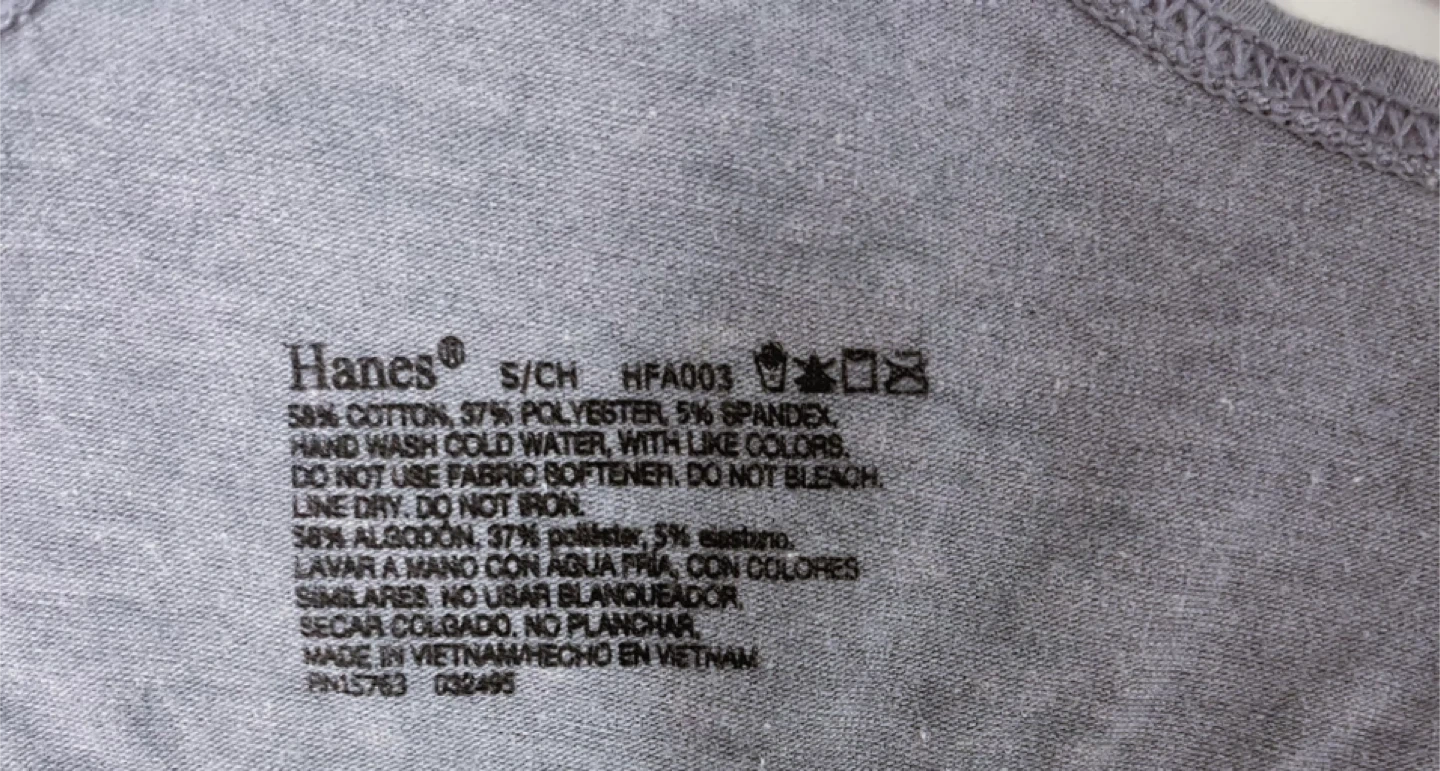 Hanes® S/CH HFA003
58% COTTON, 37% POLYESTER, 5% SPANDEX.
HAND WASH COLD WATER, WITH LIKE COLORS.
DO NOT USE FABRIC SOFTENER. DO NOT BLEACH.
LINE DRY. DO NOT IRON.
58% ALGODÓN, 37% poliéster, 5% elastano.
LAVAR A MANO CON AGUA FRÍA, CON COLORES
SIMILARES. NO USAR BLANQUEADOR.
SECAR COLGADO. NO PLANCHAR.
MADE IN VIETNAM/HECHO EN VIETNAM
RN15763 032495